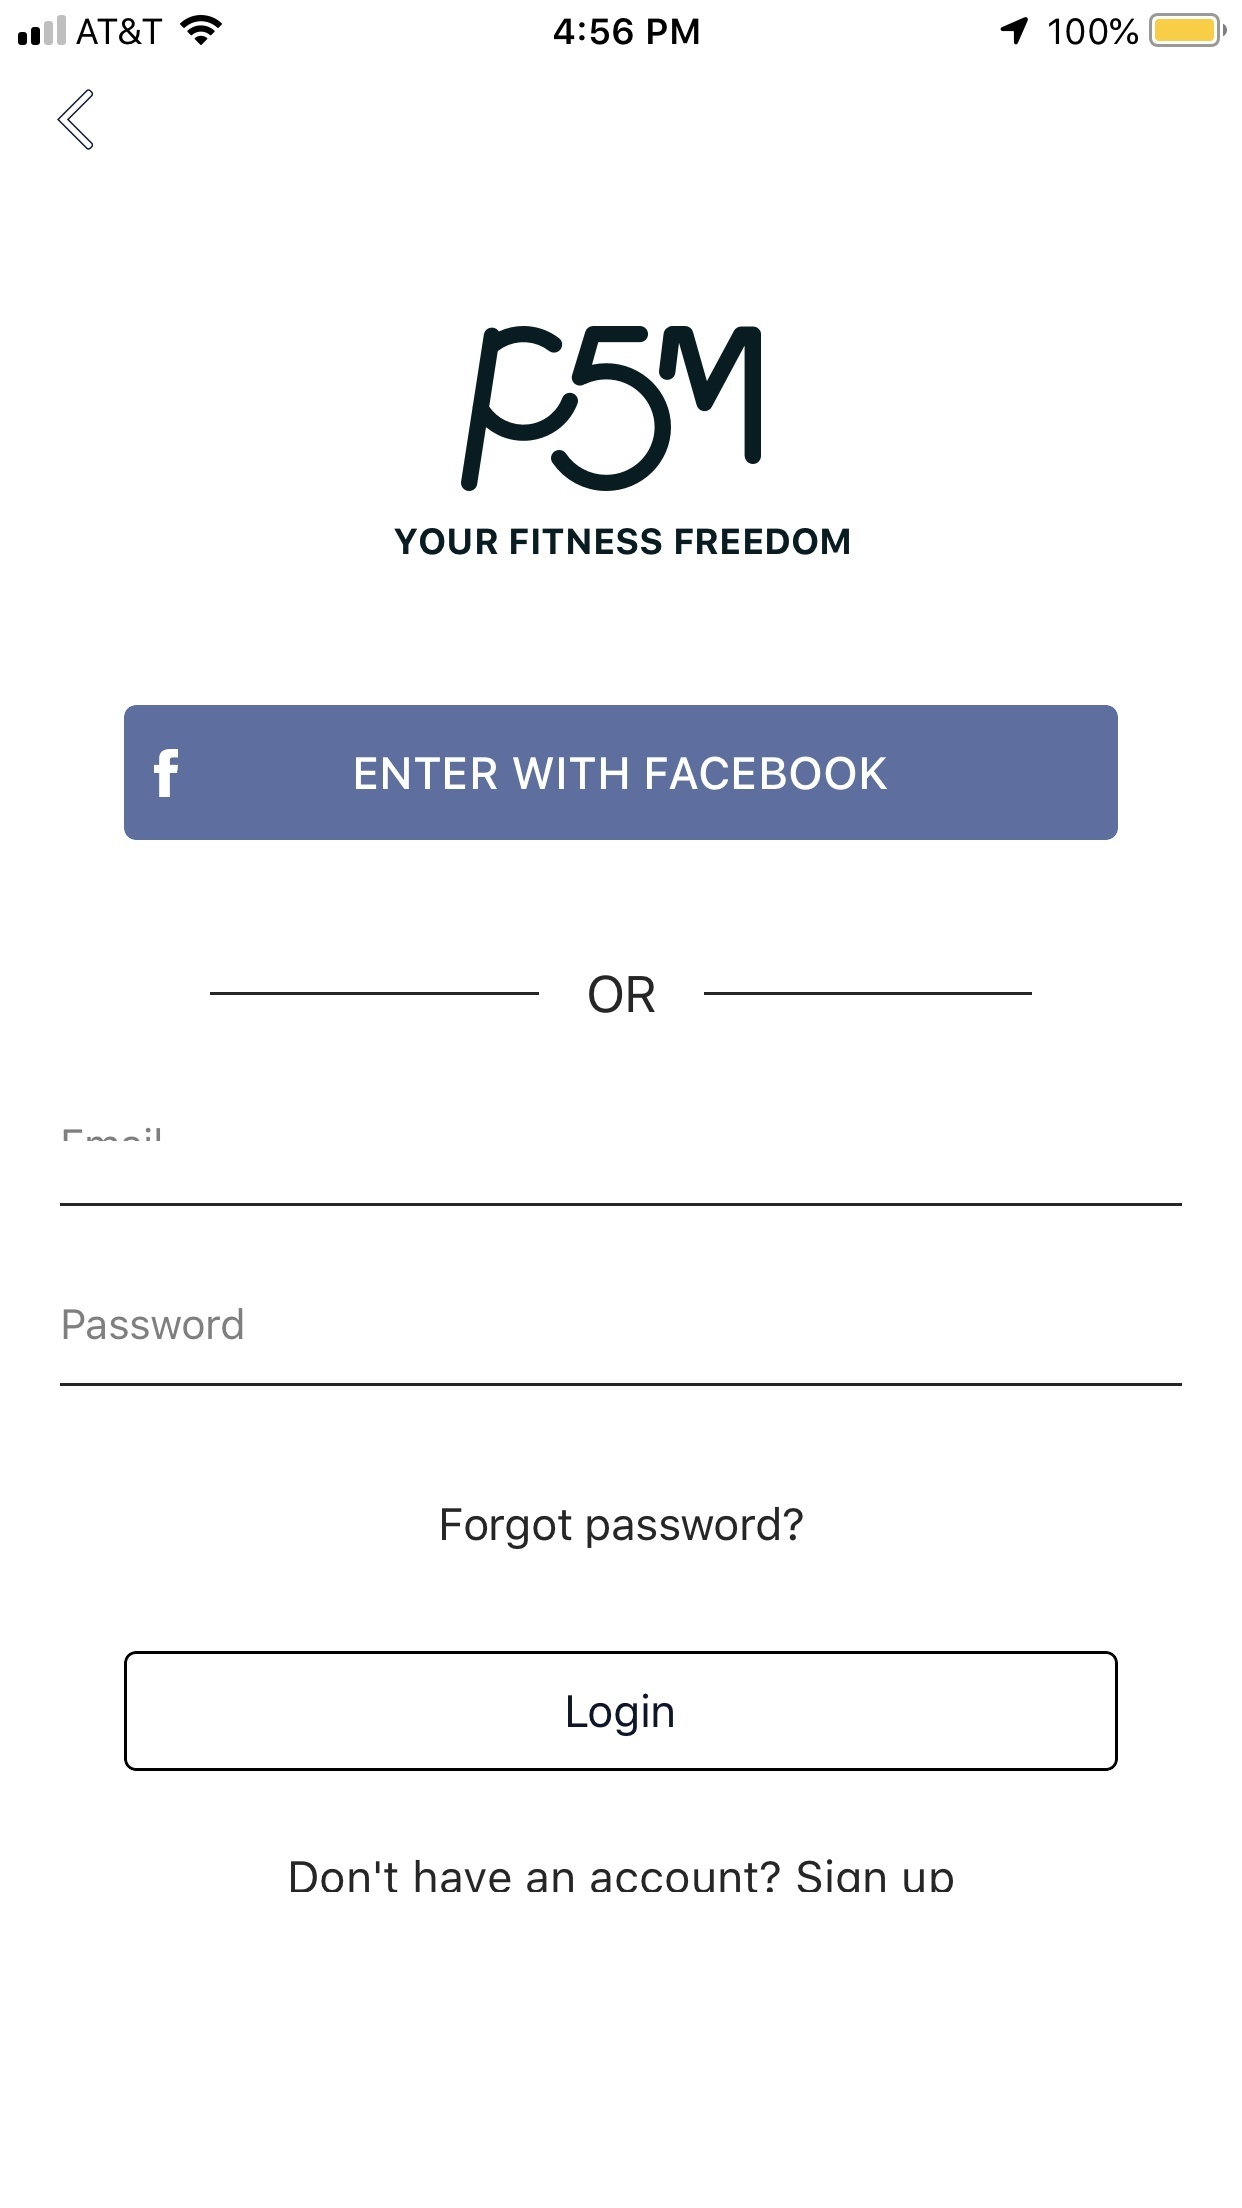 AT&T 4:56 PM 100%
P5M
YOUR FITNESS FREEDOM
f ENTER WITH FACEBOOK
OR
Email
Password
Forgot password?
Login
Don't have an account? Sign up